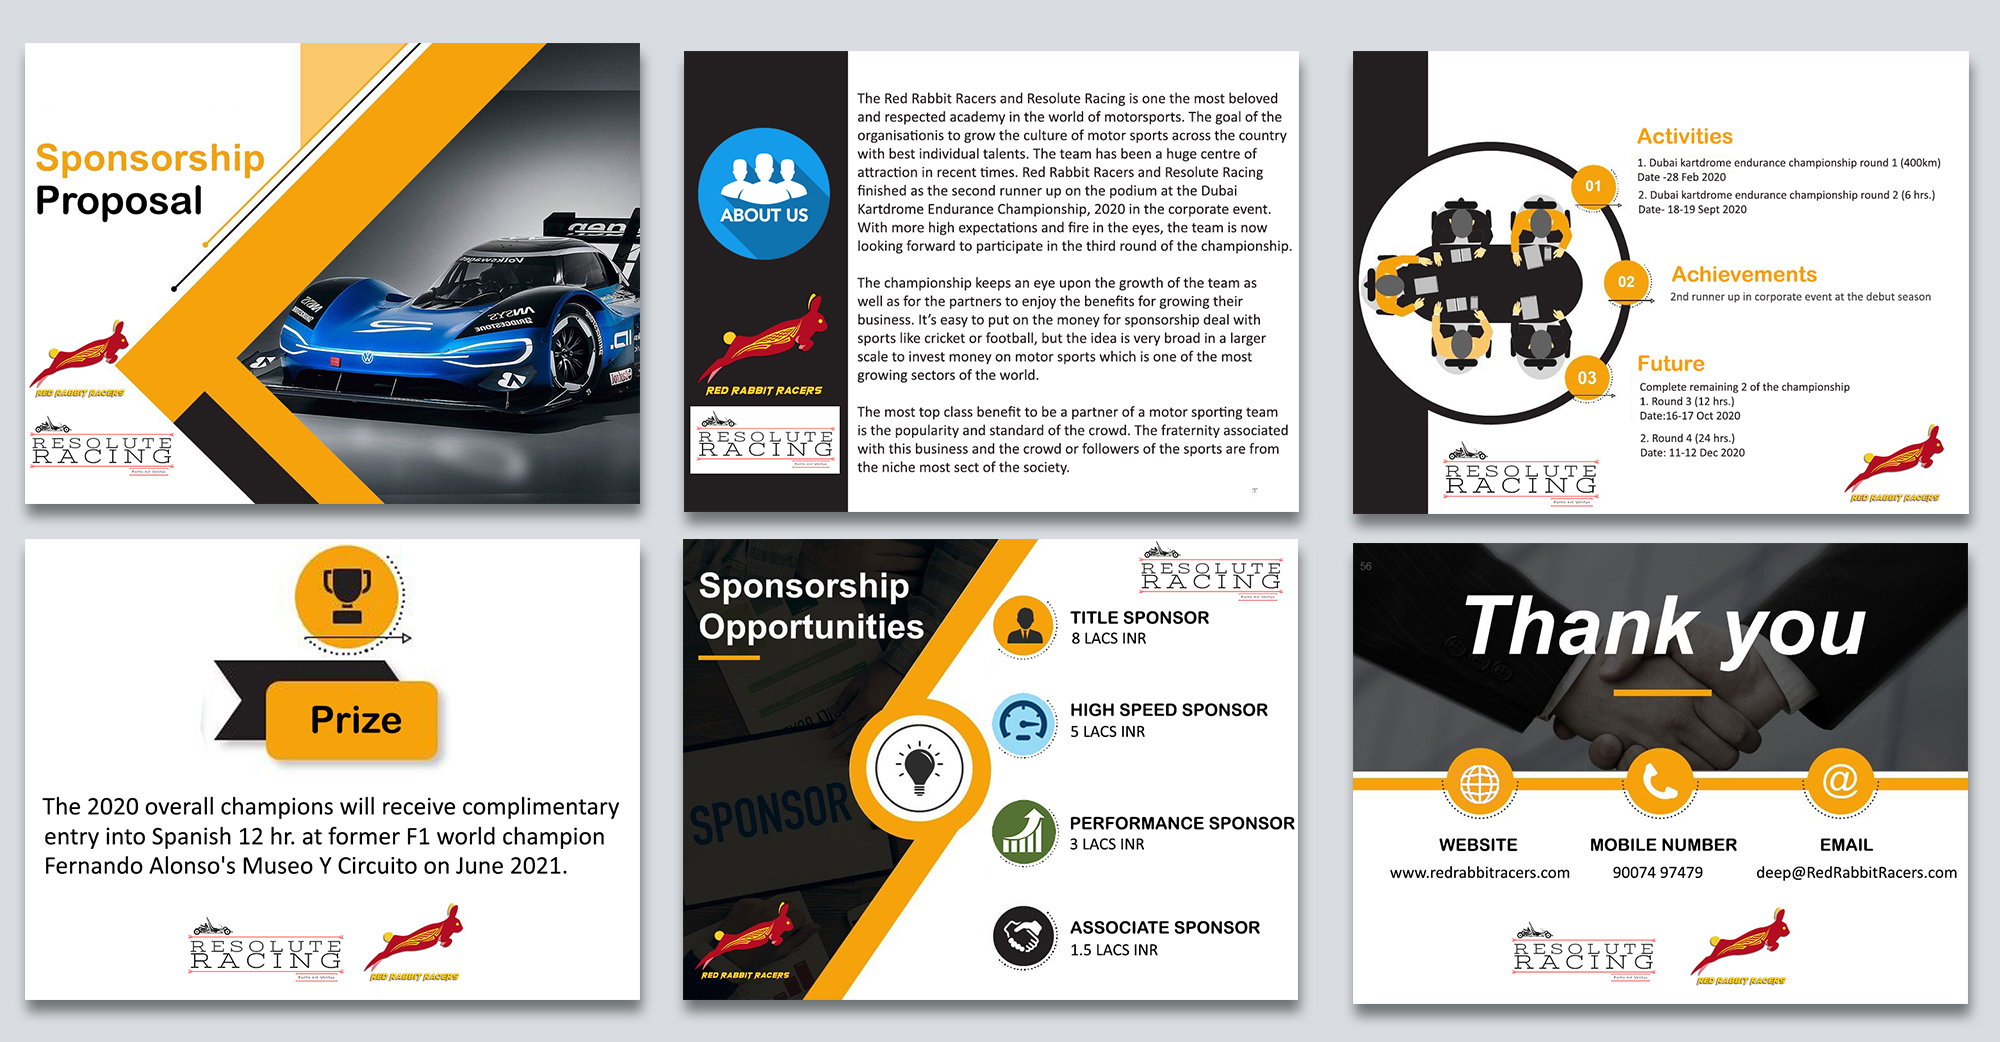 Sponsorship
Proposal
Volkswagen
ANSYS
BRIDGESTONE
RED RABBIT RACERS
RESOLUTE
RACING
The Red Rabbit Racers and Resolute Racing is one the most beloved
and respected academy in the world of motorsports. The goal of the
organisationis to grow the culture of motor sports across the country
with best individual talents. The team has been a huge centre of
attraction in recent times. Red Rabbit Racers and Resolute Racing
finished as the second runner up on the podium at the Dubai
Kartdrome Endurance Championship, 2020 in the corporate event.
With more high expectations and fire in the eyes, the team is now
looking forward to participate in the third round of the championship.
The championship keeps an eye upon the growth of the team as
well as for the partners to enjoy the benefits for growing their
business. It's easy to put on the money for sponsorship deal with
sports like cricket or football, but the idea is very broad in a larger
scale to invest money on motor sports which is one of the most
growing sectors of the world.
The most top class benefit to be a partner of a motor sporting team
is the popularity and standard of the crowd. The fraternity associated
with this business and the crowd or followers of the sports are from
the niche most sect of the society.
ABOUT US
RED RABBIT RACERS
RESOLUTE
RACING
Activities
1. Dubai kartdrome endurance championship round 1 (400km)
Date -28 Feb 2020
2. Dubai kartdrome endurance championship round 2 (6 hrs.)
Date- 18-19 Sept 2020
01
Achievements
2nd runner up in corporate event at the debut season
02
Future
Complete remaining 2 of the championship
1. Round 3 (12 hrs.)
Date:16-17 Oct 2020
2. Round 4 (24 hrs.)
Date: 11-12 Dec 2020
03
RESOLUTE
RACING
RED RABBIT RACERS
Prize
The 2020 overall champions will receive complimentary
entry into Spanish 12 hr. at former F1 world champion
Fernando Alonso's Museo Y Circuito on June 2021.
RESOLUTE
RACING
RED RABBIT RACERS
Sponsorship
Opportunities
SPONSOR
RED RABBIT RACERS
RESOLUTE
RACING
TITLE SPONSOR
8 LACS INR
HIGH SPEED SPONSOR
5 LACS INR
PERFORMANCE SPONSOR
3 LACS INR
ASSOCIATE SPONSOR
1.5 LACS INR
56
Thank you
WEBSITE
www.redrabbitracers.com
MOBILE NUMBER
90074 97479
@
EMAIL
deep@RedRabbitRacers.com
RESOLUTE
RACING
RED RABBIT RACERS